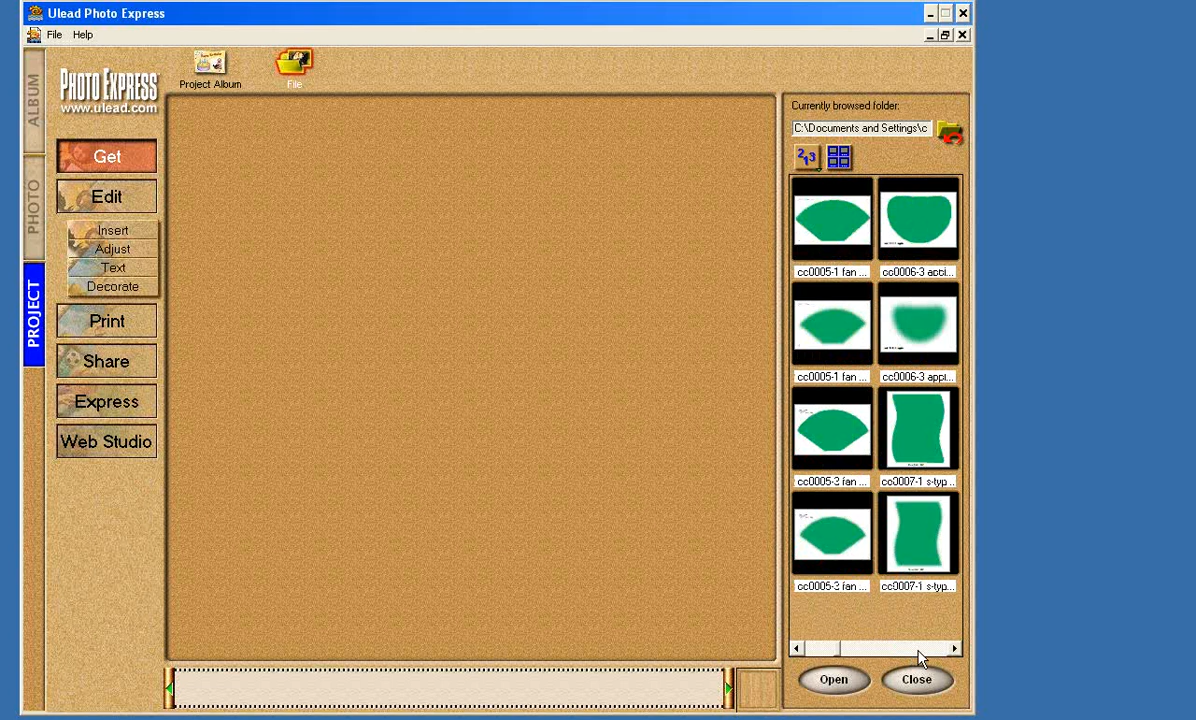 Ulead Photo Express
File Help
ALBUM
PHOTO
PROJECT
PHOTO EXPRESS
www.ulead.com
Project Album
File
Get
Edit
Insert
Adjust
Text
Decorate
Print
Share
Express
Web Studio
Currently browsed folder:
C:\Documents and Settings\c
cc0005-1 fan ... cc0006-3 appl...
cc0005-1 fan ... cc0006-3 appl...
cc0005-3 fan ... cc0007-1 s-typ...
cc0005-3 fan ... cc0007-1 s-typ...
Open Close